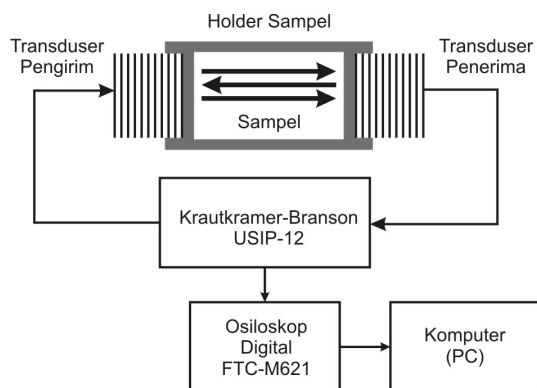 Holder Sampel
Transduser
Pengirim
Transduser
Penerima
Sampel
Krautkramer-Branson
USIP-12
Osiloskop
Digital
FTC-M621
Komputer
(PC)